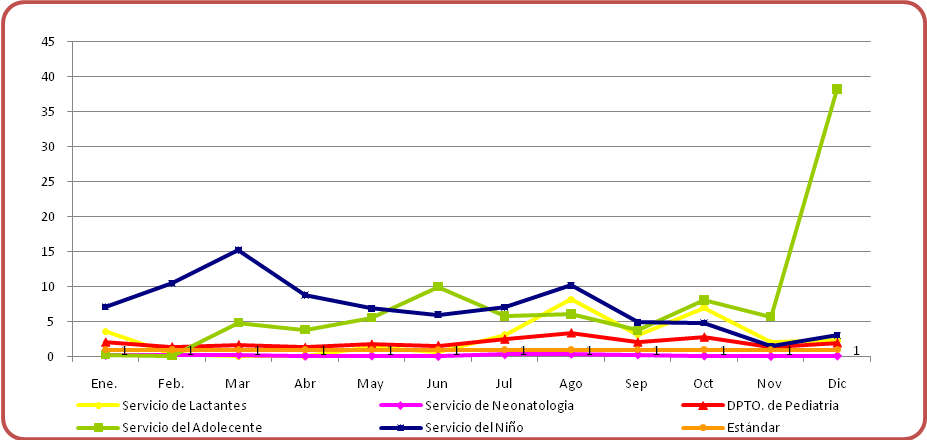 45
40
35
30
25
20
15
10
5
0
1 1 1 1 1 1 1 1 1 1 1 1
Ene. Feb. Mar Abr May Jun Jul Ago Sep Oct Nov Dic
Servicio de Lactantes Servicio de Neonatologia DPTO. de Pediatria
Servicio del Adolecente Servicio del Niño Estándar